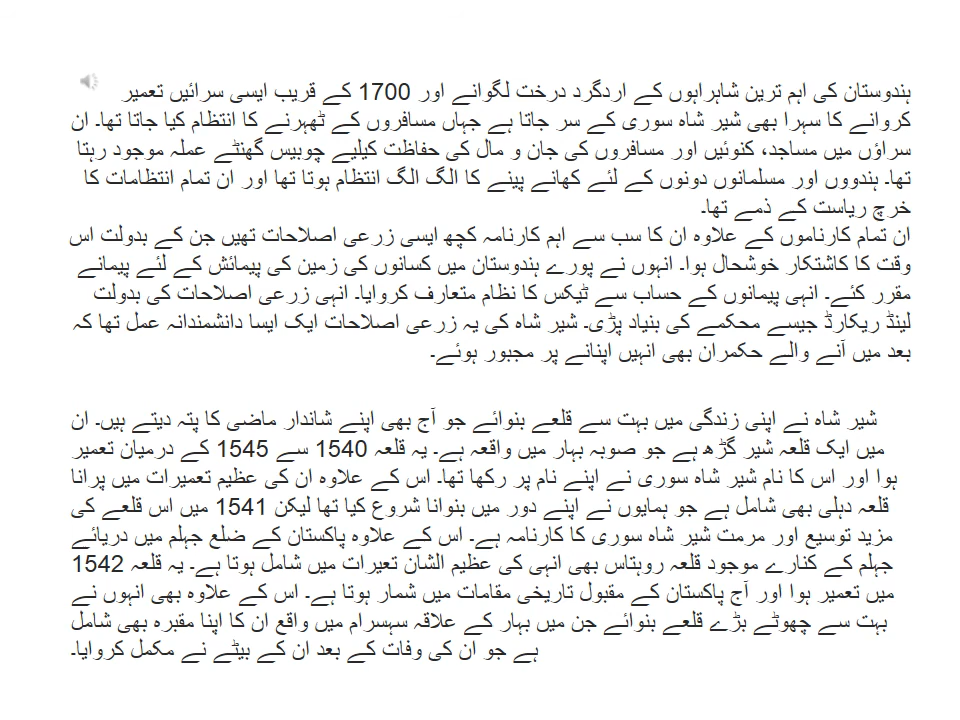 ہندوستان کی اہم ترین شاہراہوں کے اردگرد درخت لگوانے اور 1700 کے قریب ایسی سرائیں تعمیر
کروانے کا سہرا بھی شیر شاہ سوری کے سر جاتا ہے جہاں مسافروں کے ٹھہرنے کا انتظام کیا جاتا تھا۔ ان
سراؤں میں مساجد، کنوئیں اور مسافروں کی جان و مال کی حفاظت کیلیے چوبیس گھنٹے عملہ موجود رہتا
تھا۔ ہندووں اور مسلمانوں دونوں کے لئے کھانے پینے کا الگ الگ انتظام ہوتا تھا اور ان تمام انتظامات کا
خرچ ریاست کے ذمے تھا۔
ان تمام کارناموں کے علاوہ ان کا سب سے اہم کارنامہ کچھ ایسی زرعی اصلاحات تھیں جن کے بدولت اس
وقت کا کاشتکار خوشحال ہوا۔ انہوں نے پورے ہندوستان میں کسانوں کی زمین کی پیمائش کے لئے پیمانے
مقرر کئے۔ انہی پیمانوں کے حساب سے ٹیکس کا نظام متعارف کروایا۔ انہی زرعی اصلاحات کی بدولت
لینڈ ریکارڈ جیسے محکمے کی بنیاد پڑی۔ شیر شاہ کی یہ زرعی اصلاحات ایک ایسا دانشمندانہ عمل تھا کہ
بعد میں آنے والے حکمران بھی انہیں اپنانے پر مجبور ہوئے۔
شیر شاہ نے اپنی زندگی میں بہت سے قلعے بنوائے جو آج بھی اپنے شاندار ماضی کا پتہ دیتے ہیں۔ ان
میں ایک قلعہ شیر گڑھ ہے جو صوبہ بہار میں واقعہ ہے۔ یہ قلعہ 1540 سے 1545 کے درمیان تعمیر
ہوا اور اس کا نام شیر شاہ سوری نے اپنے نام پر رکھا تھا۔ اس کے علاوہ ان کی عظیم تعمیرات میں پرانا
قلعہ دہلی بھی شامل ہے جو ہمایوں نے اپنے دور میں بنوانا شروع کیا تھا لیکن 1541 میں اس قلعے کی
مزید توسیع اور مرمت شیر شاہ سوری کا کارنامہ ہے۔ اس کے علاوہ پاکستان کے ضلع جہلم میں دریائے
جہلم کے کنارے موجود قلعہ روہتاس بھی انہی کی عظیم الشان تعیرات میں شامل ہوتا ہے۔ یہ قلعہ 1542
میں تعمیر ہوا اور آج پاکستان کے مقبول تاریخی مقامات میں شمار ہوتا ہے۔ اس کے علاوہ بھی انہوں نے
بہت سے چھوٹے بڑے قلعے بنوائے جن میں بہار کے علاقہ سہسرام میں واقع ان کا اپنا مقبرہ بھی شامل
ہے جو ان کی وفات کے بعد ان کے بیٹے نے مکمل کروایا۔